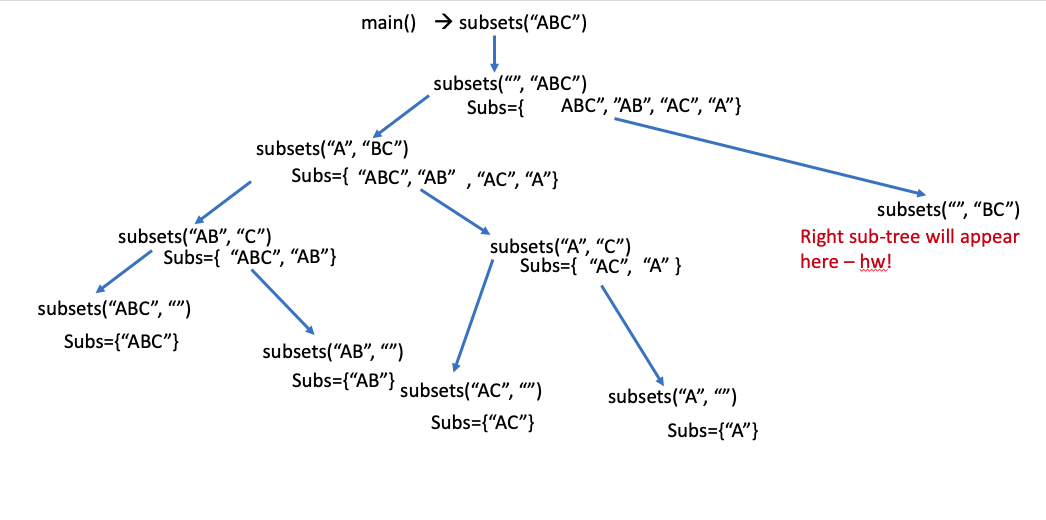 main() → subsets(“ABC”)
subsets(“”, “ABC”)
Subs={ ABC”, ”AB”, “AC”, “A”}
subsets(“A”, “BC”)
Subs={ “ABC”, “AB” , “AC”, “A”}
subsets(“”, “BC”)
Right sub-tree will appear
here – hw!
subsets(“AB”, “C”)
Subs={ “ABC”, “AB”}
subsets(“A”, “C”)
Subs={ “AC”, “A” }
subsets(“ABC”, “”)
Subs={“ABC”}
subsets(“AB”, “”)
Subs={“AB”}
subsets(“AC”, “”)
Subs={“AC”}
subsets(“A”, “”)
Subs={“A”}